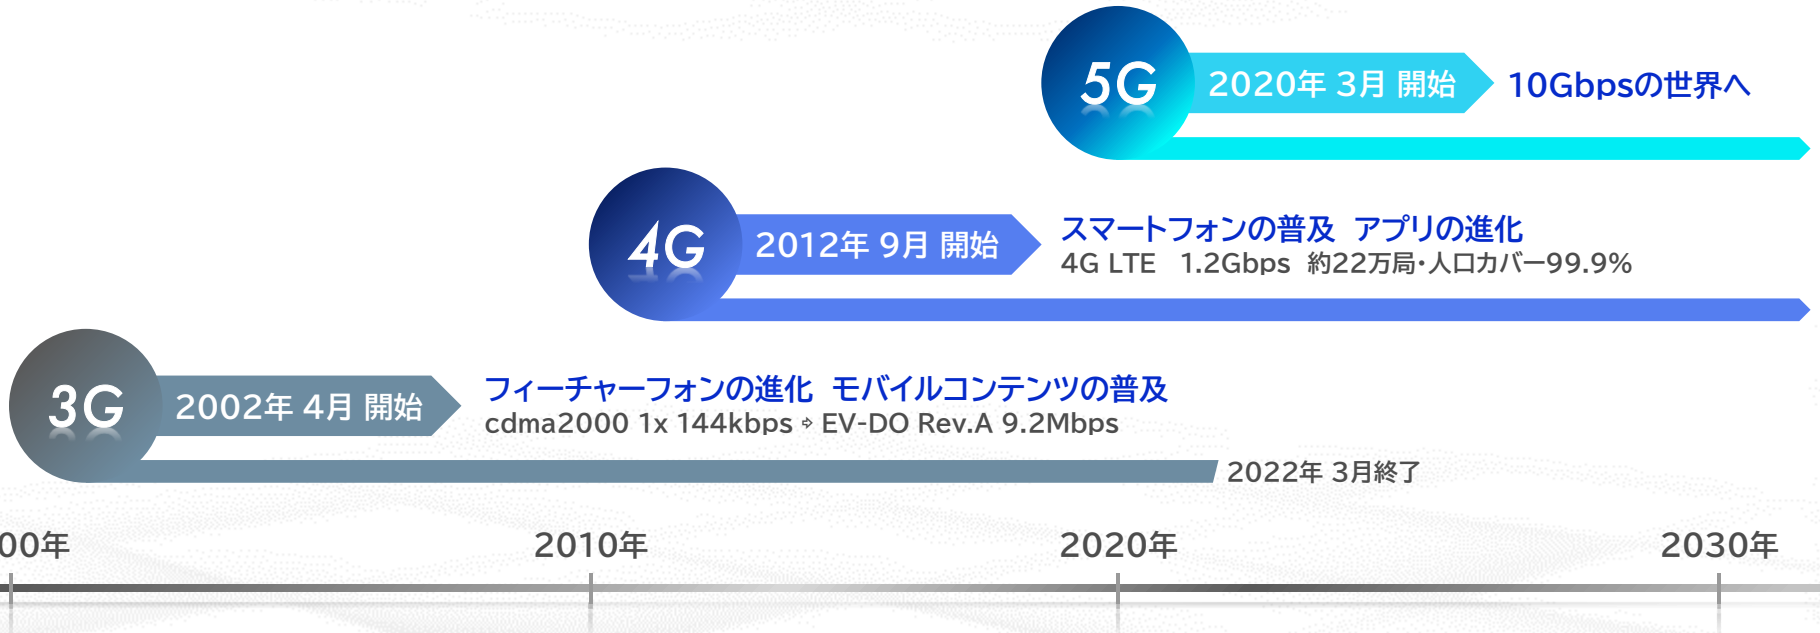 5G
2020年 3月 開始
10Gbpsの世界へ
4G
2012年 9月 開始
スマートフォンの普及 アプリの進化
4G LTE 1.2Gbps 約22万局・人口カバー99.9%
3G
2002年 4月 開始
フィーチャーフォンの進化 モバイルコンテンツの普及
cdma2000 1x 144kbps ⇨ EV-DO Rev.A 9.2Mbps
2022年 3月終了
00年 2010年 2020年 2030年